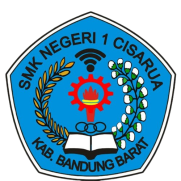 SMK NEGERI 1 CISARUA
KAB. BANDUNG BARAT